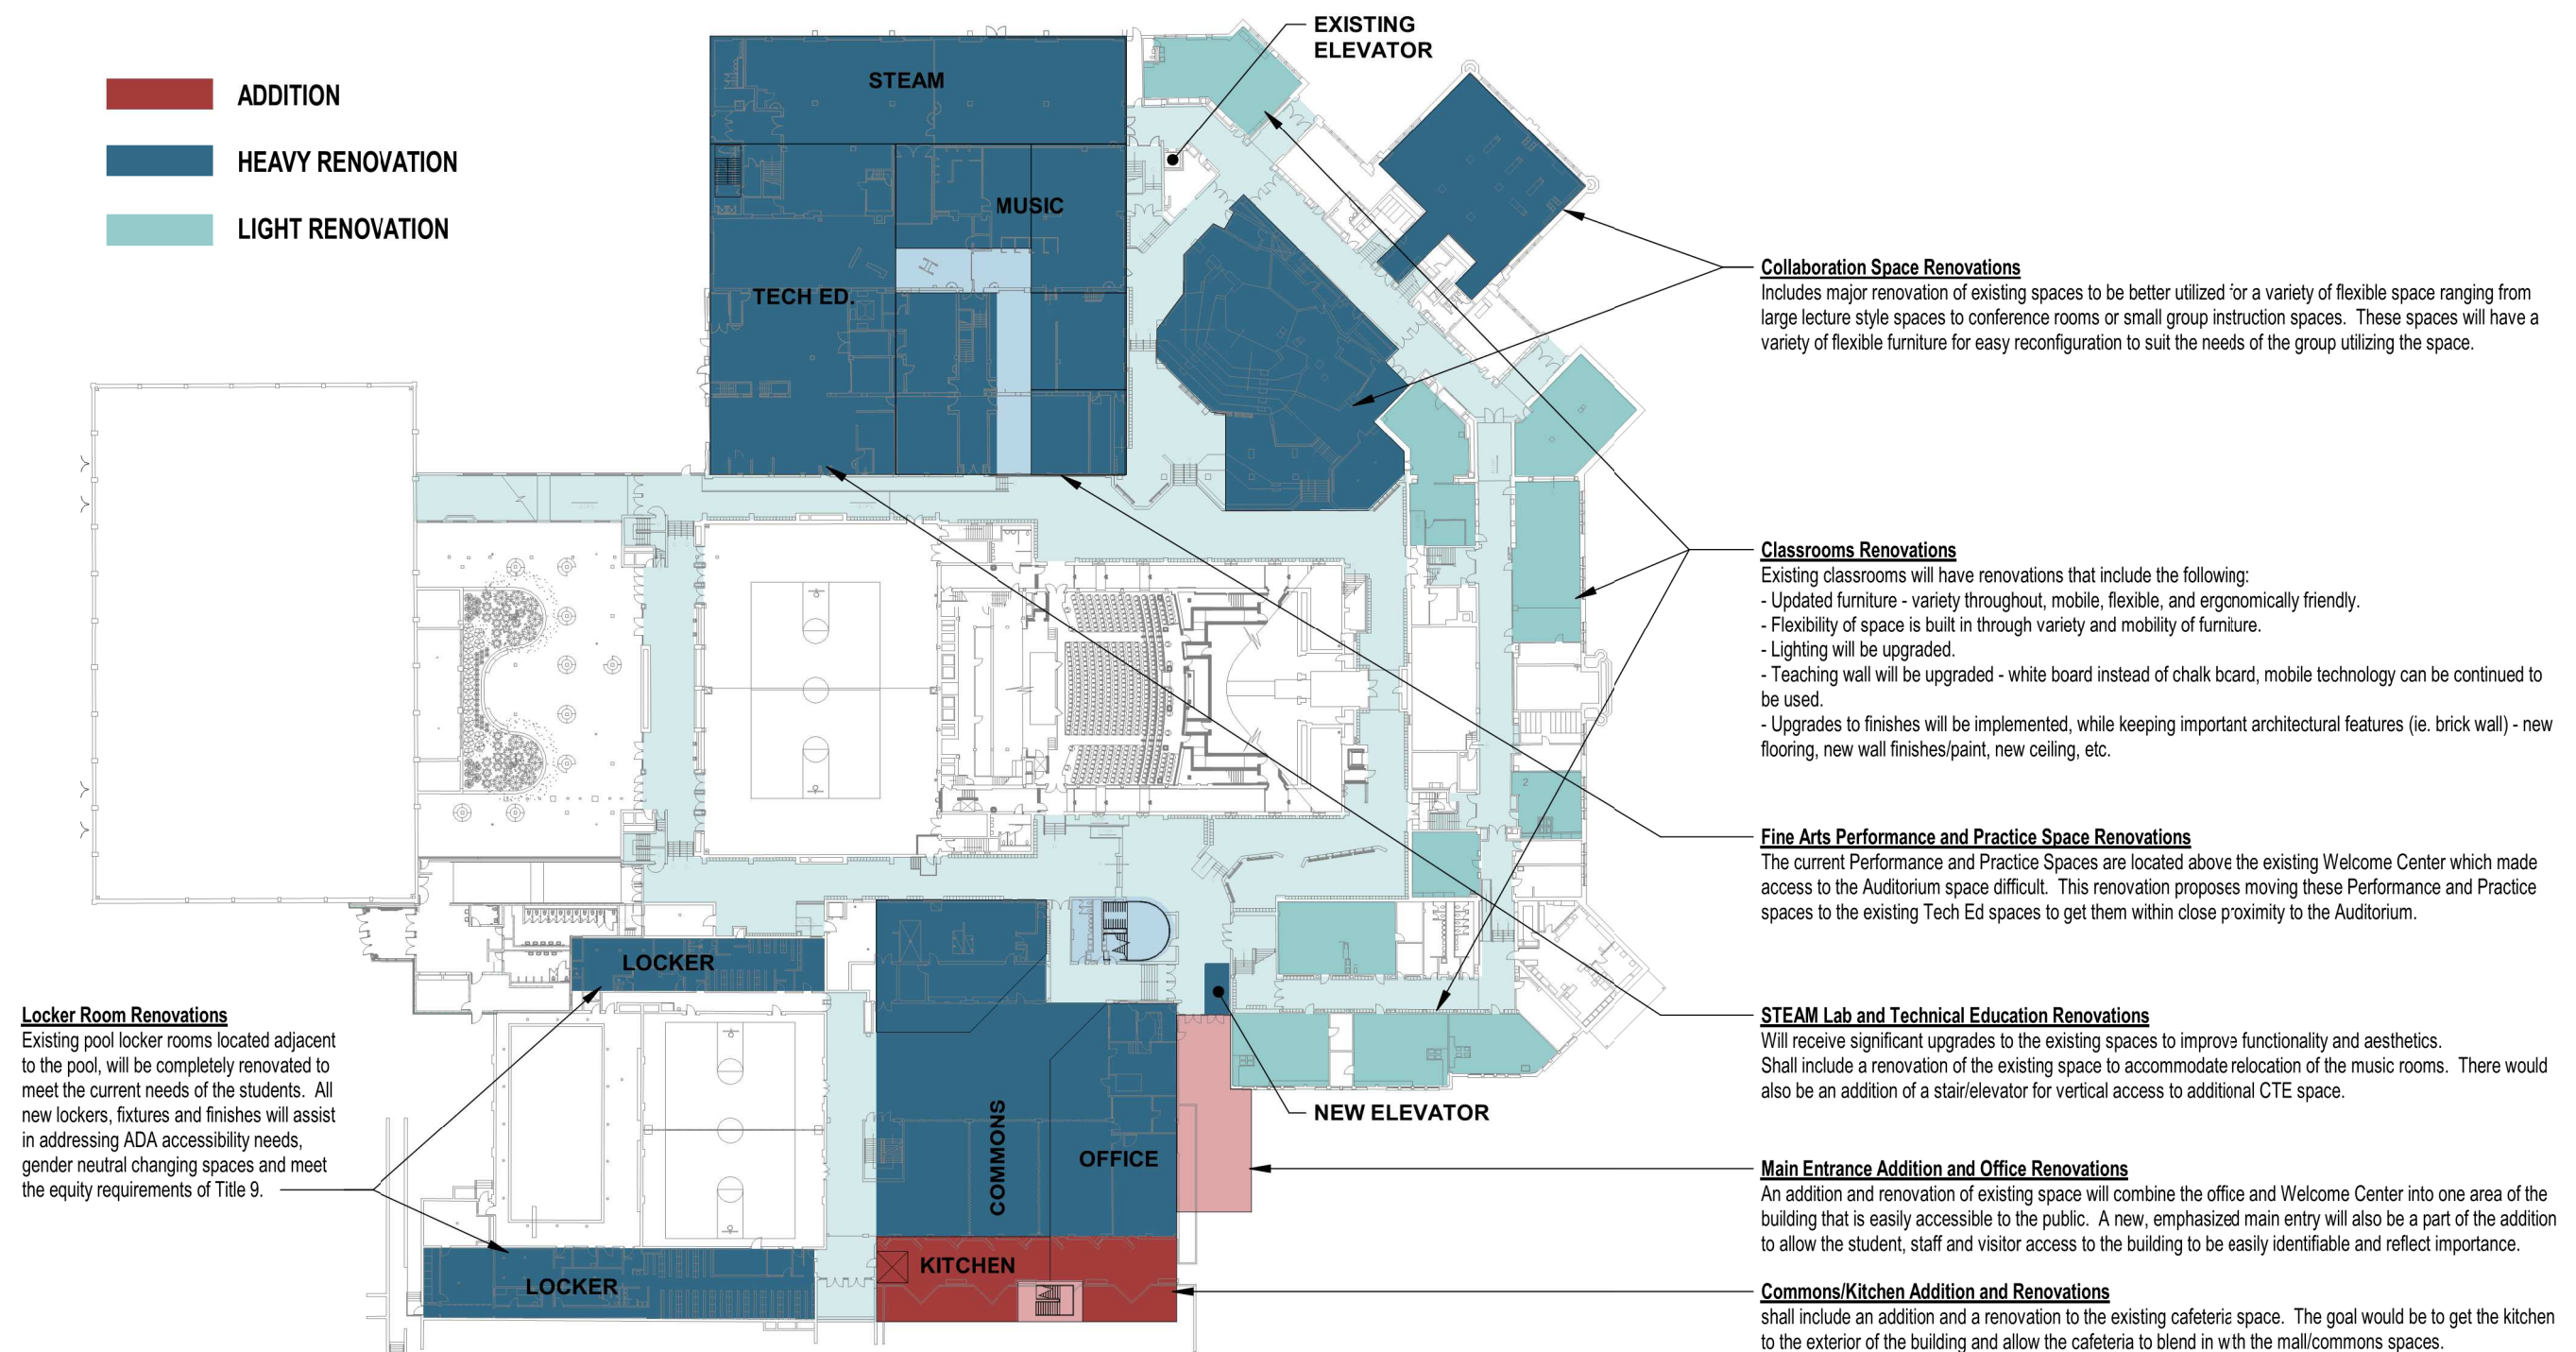 ADDITION
HEAVY RENOVATION
LIGHT RENOVATION
EXISTING
ELEVATOR
STEAM
MUSIC
TECH ED.
Collaboration Space Renovations
Includes major renovation of existing spaces to be better utilized for a variety of flexible space ranging from
large lecture style spaces to conference rooms or small group instruction spaces. These spaces will have a
variety of flexible furniture for easy reconfiguration to suit the needs of the group utilizing the space.
Classrooms Renovations
Existing classrooms will have renovations that include the following:
- Updated furniture - variety throughout, mobile, flexible, and ergonomically friendly.
- Flexibility of space is built in through variety and mobility of furniture.
- Lighting will be upgraded.
- Teaching wall will be upgraded - white board instead of chalk board, mobile technology can be continued to
be used.
- Upgrades to finishes will be implemented, while keeping important architectural features (ie. brick wall) - new
flooring, new wall finishes/paint, new ceiling, etc.
2
Fine Arts Performance and Practice Space Renovations
The current Performance and Practice Spaces are located above the existing Welcome Center which made
access to the Auditorium space difficult. This renovation proposes moving these Performance and Practice
spaces to the existing Tech Ed spaces to get them within close proximity to the Auditorium.
LOCKER
Locker Room Renovations
Existing pool locker rooms located adjacent
to the pool, will be completely renovated to
meet the current needs of the students. All
new lockers, fixtures and finishes will assist
in addressing ADA accessibility needs,
gender neutral changing spaces and meet
the equity requirements of Title 9.
STEAM Lab and Technical Education Renovations
Will receive significant upgrades to the existing spaces to improve functionality and aesthetics.
Shall include a renovation of the existing space to accommodate relocation of the music rooms. There would
also be an addition of a stair/elevator for vertical access to additional CTE space.
NEW ELEVATOR
COMMONS
OFFICE
Main Entrance Addition and Office Renovations
An addition and renovation of existing space will combine the office and Welcome Center into one area of the
building that is easily accessible to the public. A new, emphasized main entry will also be a part of the addition
to allow the student, staff and visitor access to the building to be easily identifiable and reflect importance.
KITCHEN
LOCKER
Commons/Kitchen Addition and Renovations
shall include an addition and a renovation to the existing cafeteria space. The goal would be to get the kitchen
to the exterior of the building and allow the cafeteria to blend in with the mall/commons spaces.